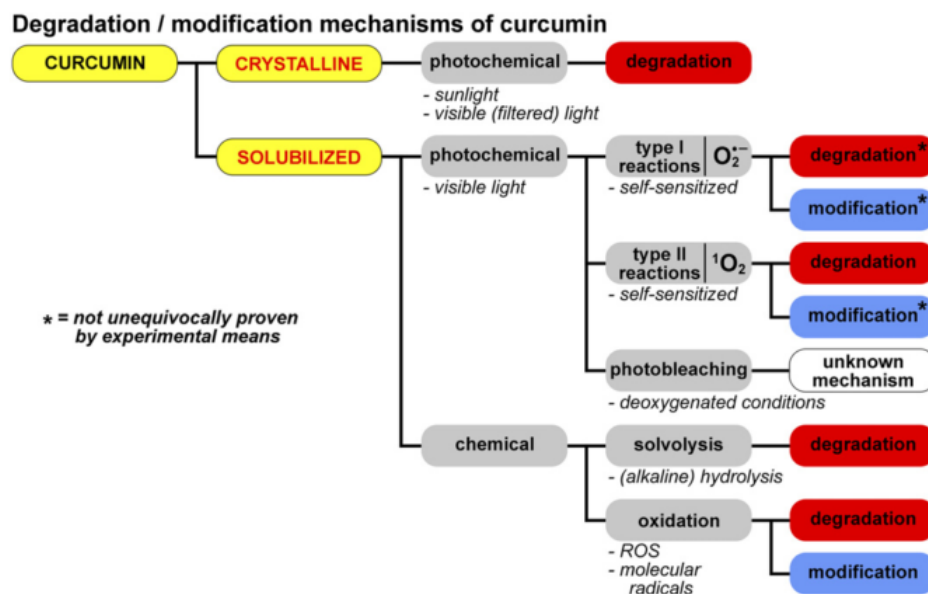 Degradation / modification mechanisms of curcumin
CURCUMIN
CRYSTALLINE
photochemical
degradation
- sunlight
- visible (filtered) light
SOLUBILIZED
photochemical
- visible light
type I
reactions
O₂•−
- self-sensitized
degradation*
modification*
type II
reactions
¹O₂
- self-sensitized
degradation
modification*
* = not unequivocally proven
by experimental means
photobleaching
- deoxygenated conditions
unknown
mechanism
chemical
solvolysis
- (alkaline) hydrolysis
degradation
oxidation
- ROS
- molecular
radicals
degradation
modification